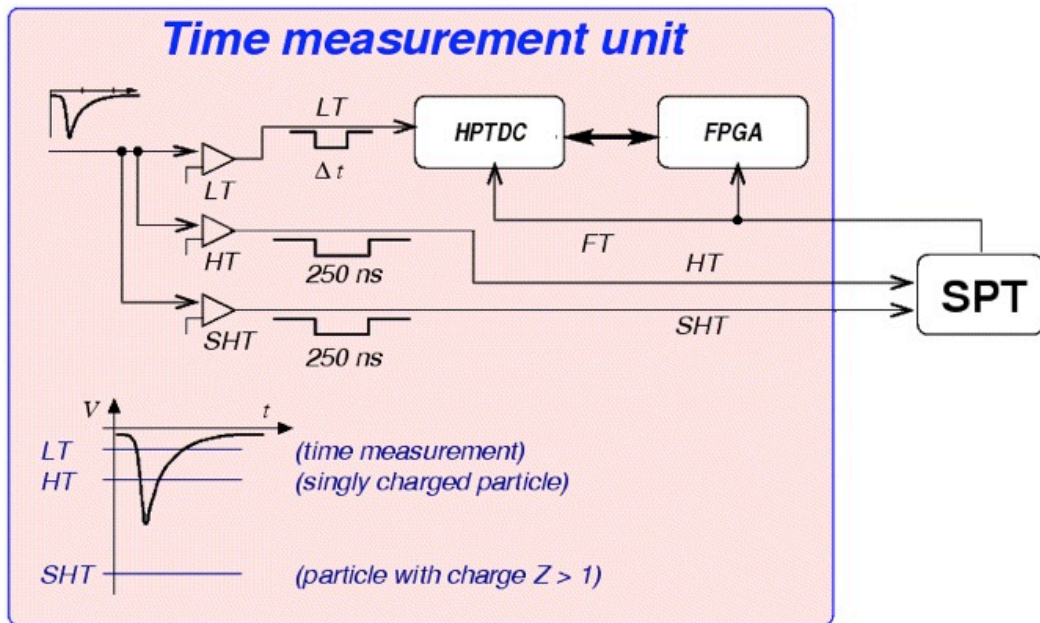 Time measurement unit
LT
HPTDC
FPGA
Δ t
LT
FT
HT
HT
250 ns
SPT
SHT
SHT
250 ns
V
t
LT (time measurement)
HT (singly charged particle)
SHT (particle with charge Z > 1)